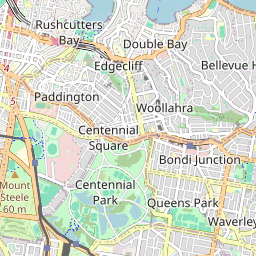 Rushcutters
Bay
Double Bay
Edgecliff
Bellevue H
Paddington
Woollahra
Centennial
Square
Bondi Junction
Mount
Steele
60 m
Centennial
Park
Queens Park
Waverley